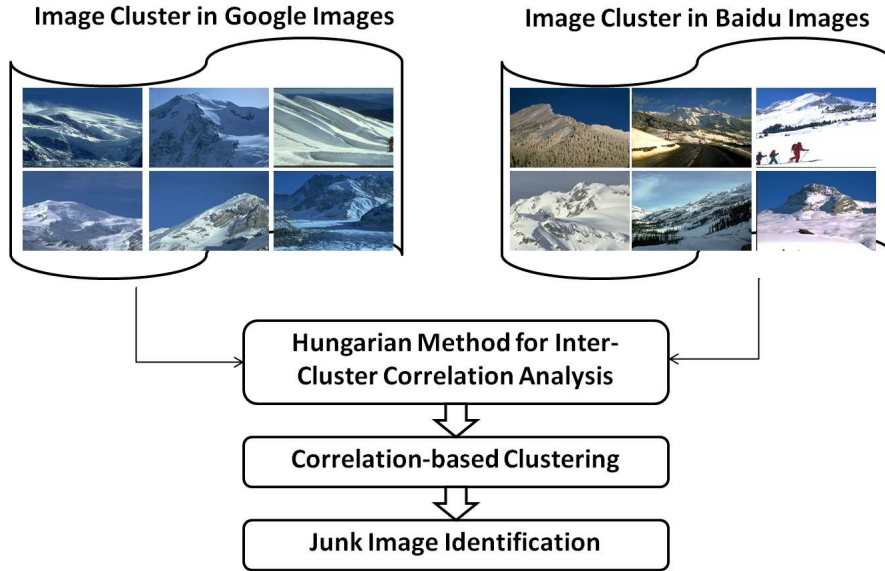 Image Cluster in Google Images
Image Cluster in Baidu Images
Hungarian Method for Inter-
Cluster Correlation Analysis
Correlation-based Clustering
Junk Image Identification